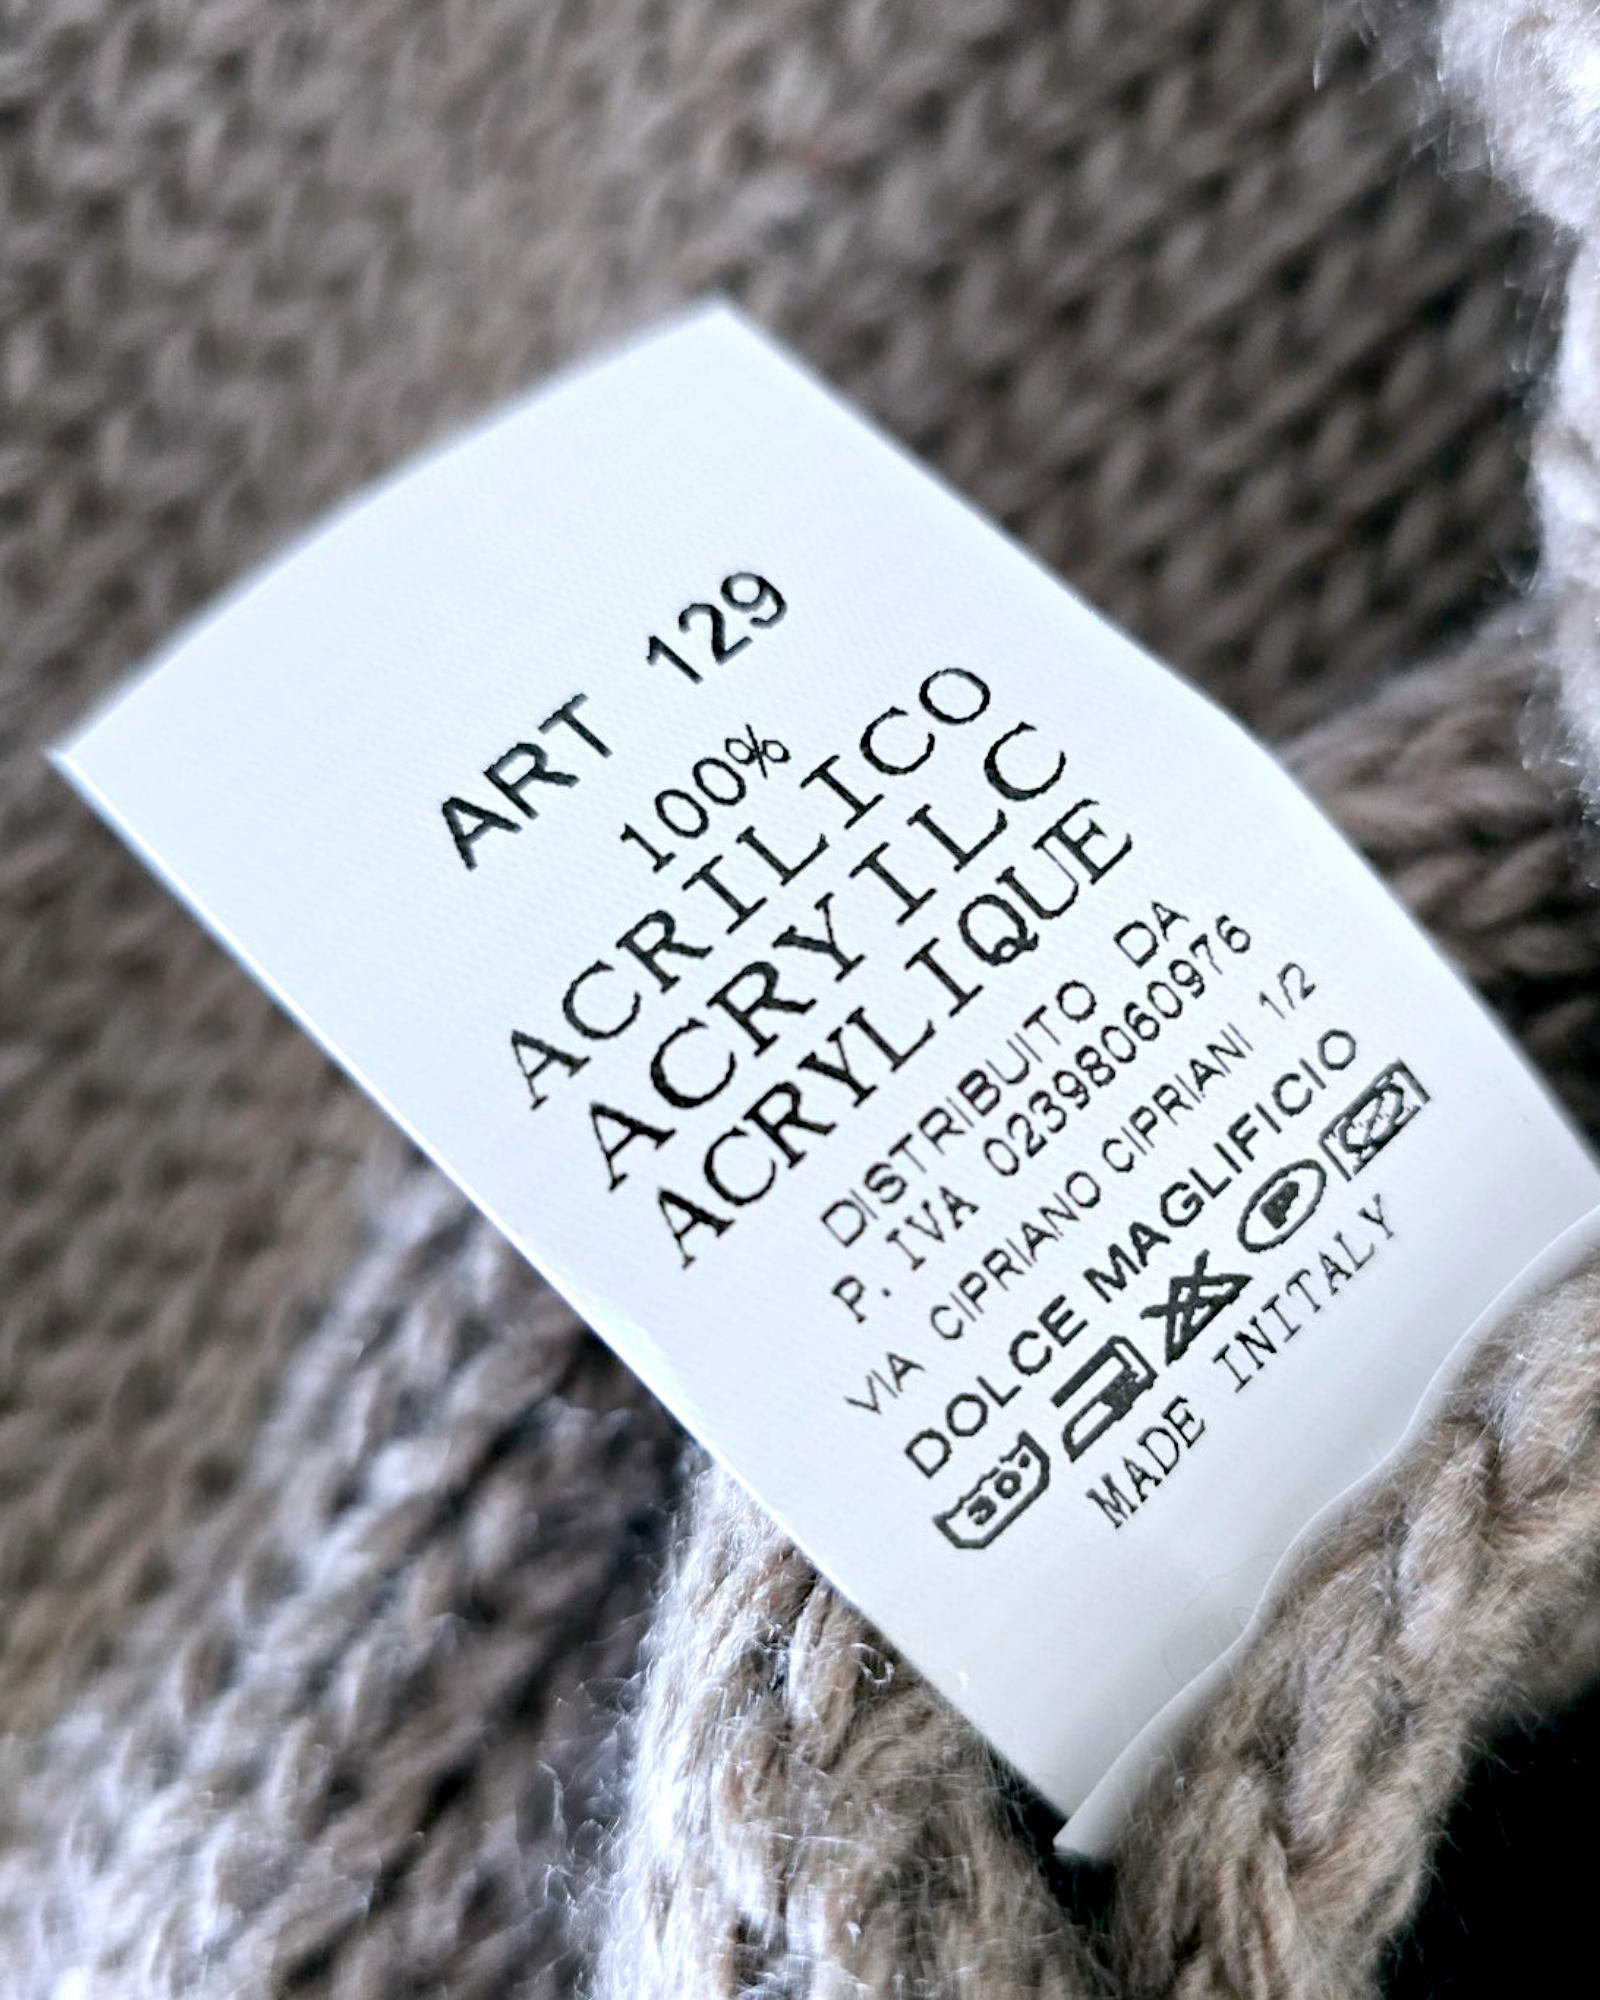 ART 129
100%
ACRILICO
ACRYILC
ACRYLIQUE
DISTRIBUITO DA
P. IVA 02398060976
VIA CIPRIANO CIPRIANI 1/2
DOLCE MAGLIFICIO
30° P
MADE INITALY